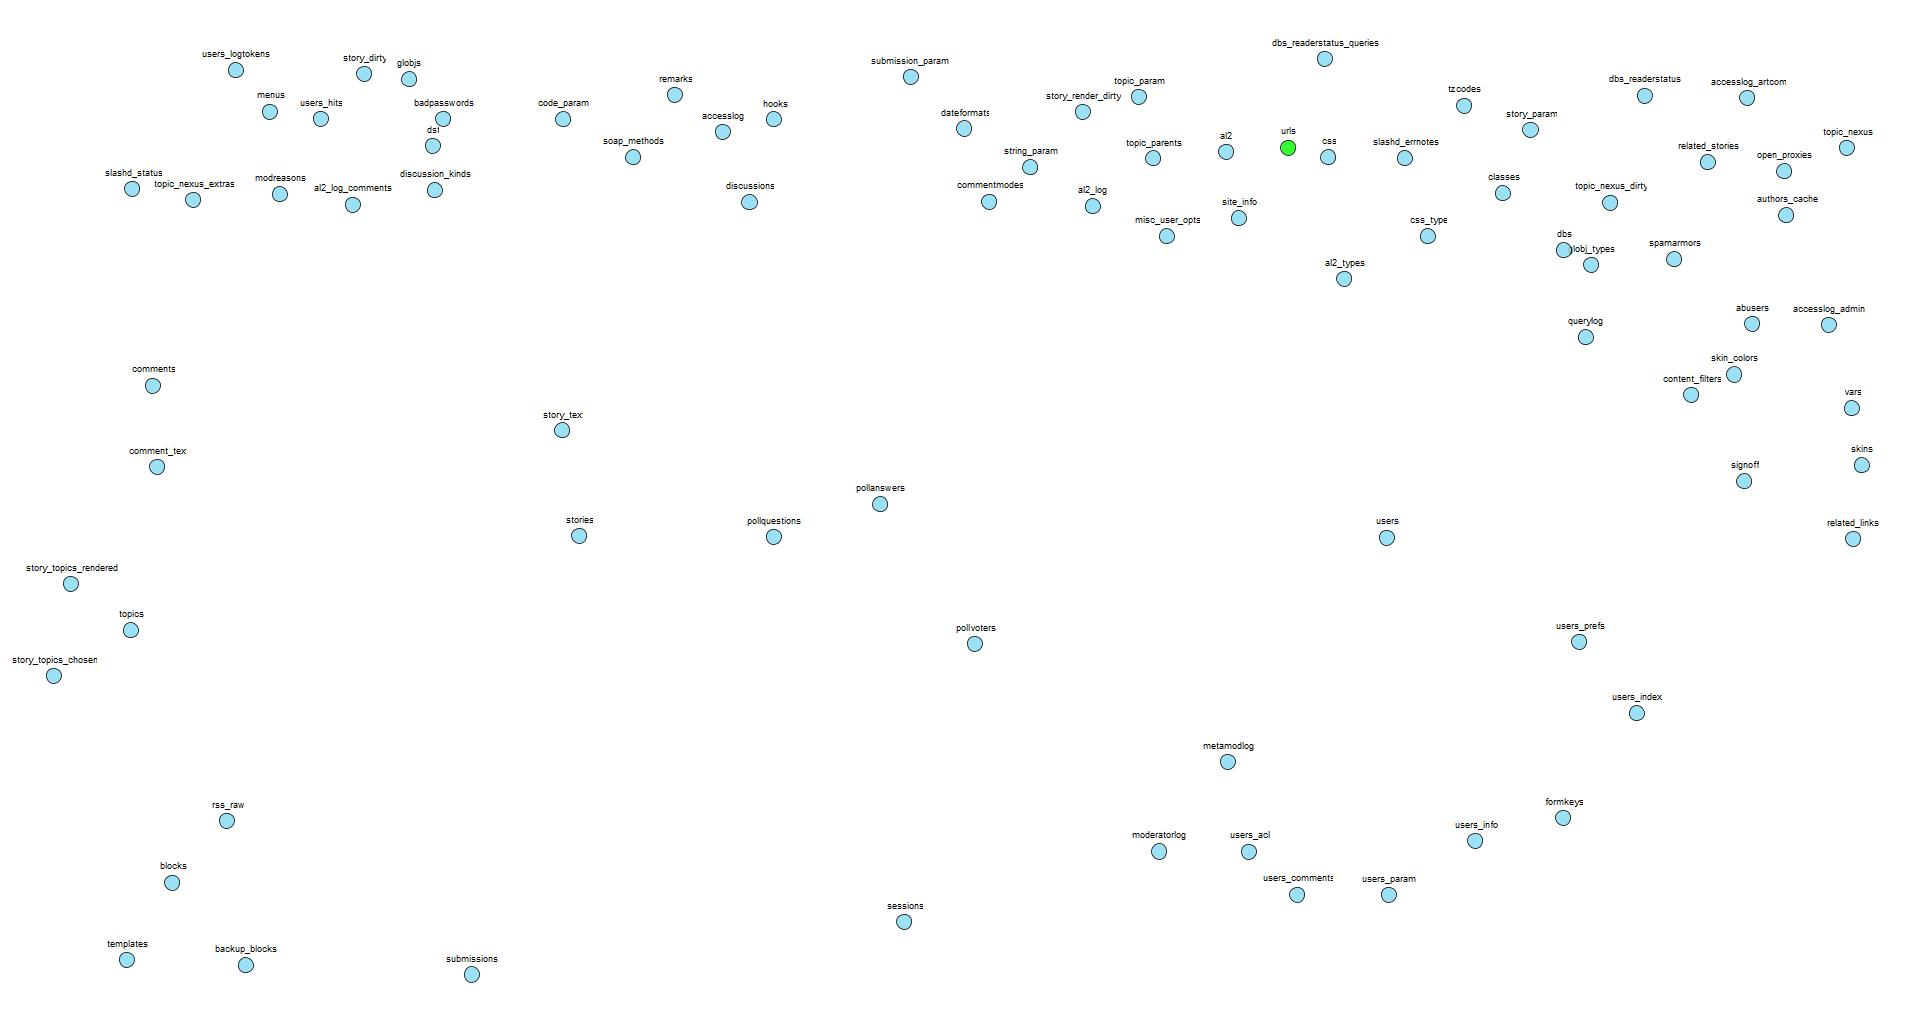 dbs_readerstatus_queries
users_logtokens
story_dirty
globjs
submission_param
remarks
topic_param
dbs_readerstatus
accesslog_artcom
tzcodes
menus
users_hits
badpasswords
code_param
hooks
story_render_dirty
accesslog
dateformats
story_param
dst
soap_methods
string_param
topic_parents
al2
urls
css
slashd_errnotes
related_stories
open_proxies
topic_nexus
slashd_status
topic_nexus_extras
modreasons
al2_log_comments
discussion_kinds
discussions
commentmodes
al2_log
classes
topic_nexus_dirty
authors_cache
misc_user_opts
site_info
css_type
dbs
globj_types
spamarmors
al2_types
querylog
abusers
accesslog_admin
skin_colors
content_filters
vars
comments
story_tex
comment_tex
skins
signoff
pollanswers
stories
pollquestions
users
related_links
story_topics_rendered
topics
pollvoters
users_prefs
story_topics_chosen
users_index
metamodlog
rss_raw
formkeys
users_info
moderatorlog
users_acl
blocks
users_comments
users_param
sessions
templates
backup_blocks
submissions